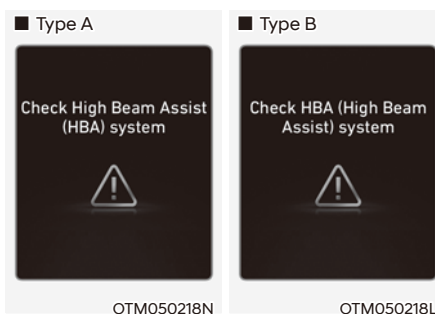 ■ Type A
Check High Beam Assist
(HBA) system
OTM050218N
■ Type B
Check HBA (High Beam
Assist) system
OTM050218L